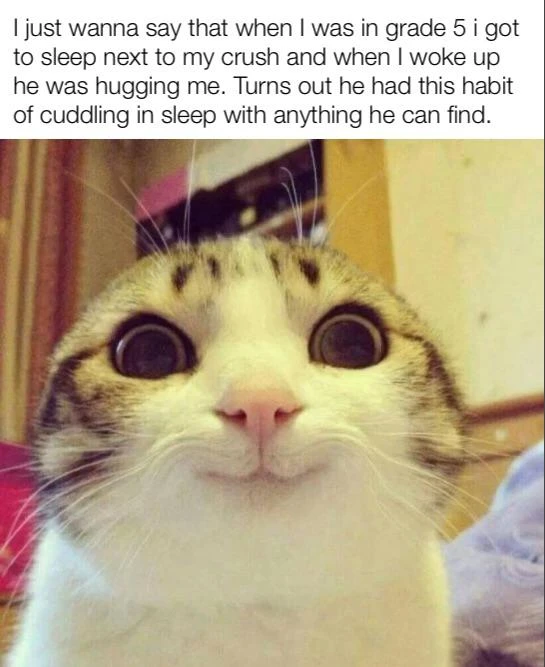 I just wanna say that when I was in grade 5 i got
to sleep next to my crush and when I woke up
he was hugging me. Turns out he had this habit
of cuddling in sleep with anything he can find.